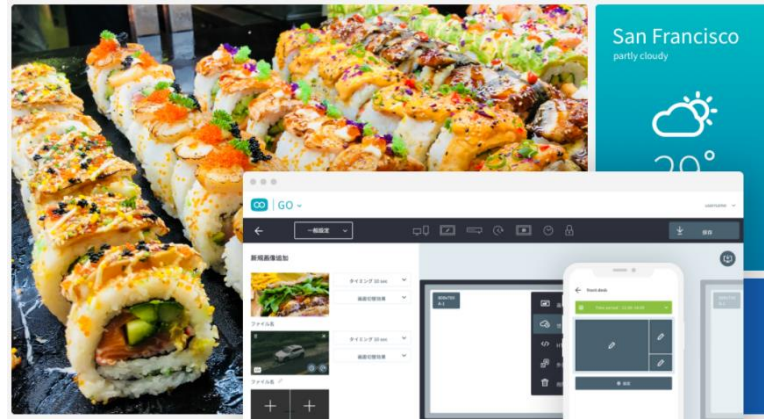 San Francisco
partly cloudy
20°
GO
username
一般設定
保存
新規画像追加
タイミング 10 sec
画面切替効果
ファイル名
タイミング 10 sec
画面切替効果
ファイル名
Front desk